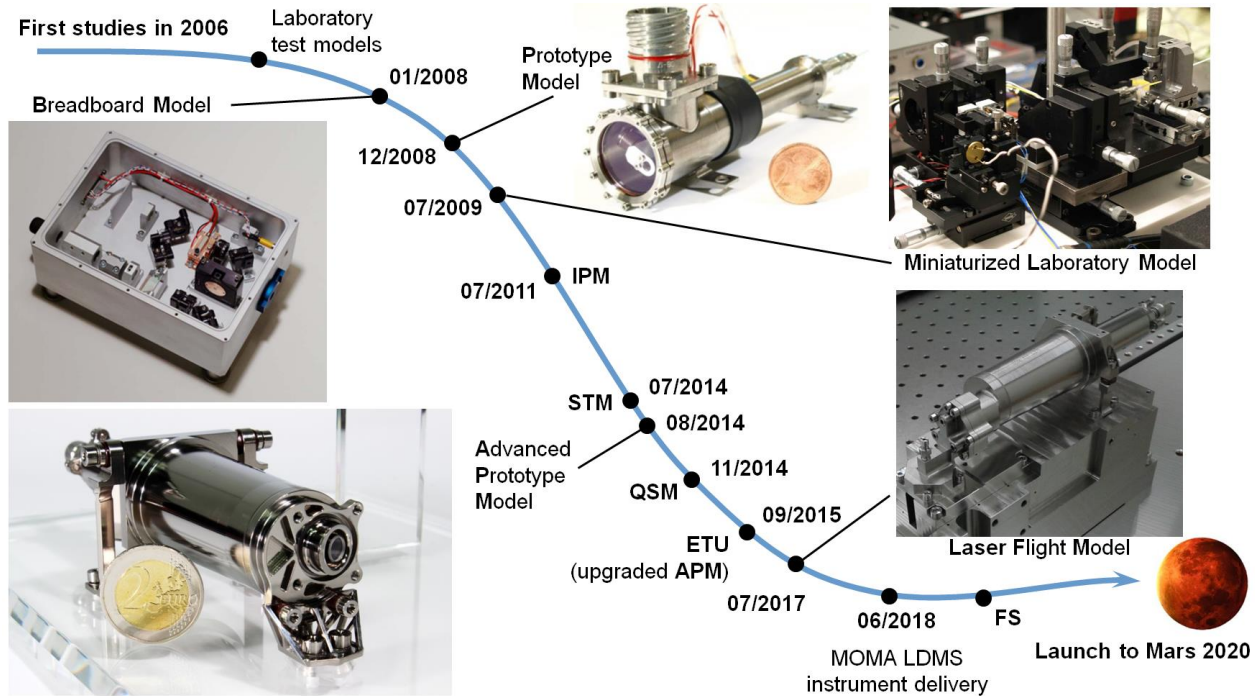 First studies in 2006
Laboratory
test models
01/2008
Breadboard Model
Prototype
Model
12/2008
07/2009
Miniaturized Laboratory Model
07/2011
IPM
STM
07/2014
08/2014
Advanced
Prototype
Model
11/2014
QSM
09/2015
ETU
(upgraded APM)
Laser Flight Model
07/2017
06/2018
FS
MOMA LDMS
instrument delivery
Launch to Mars 2020
2
EURO